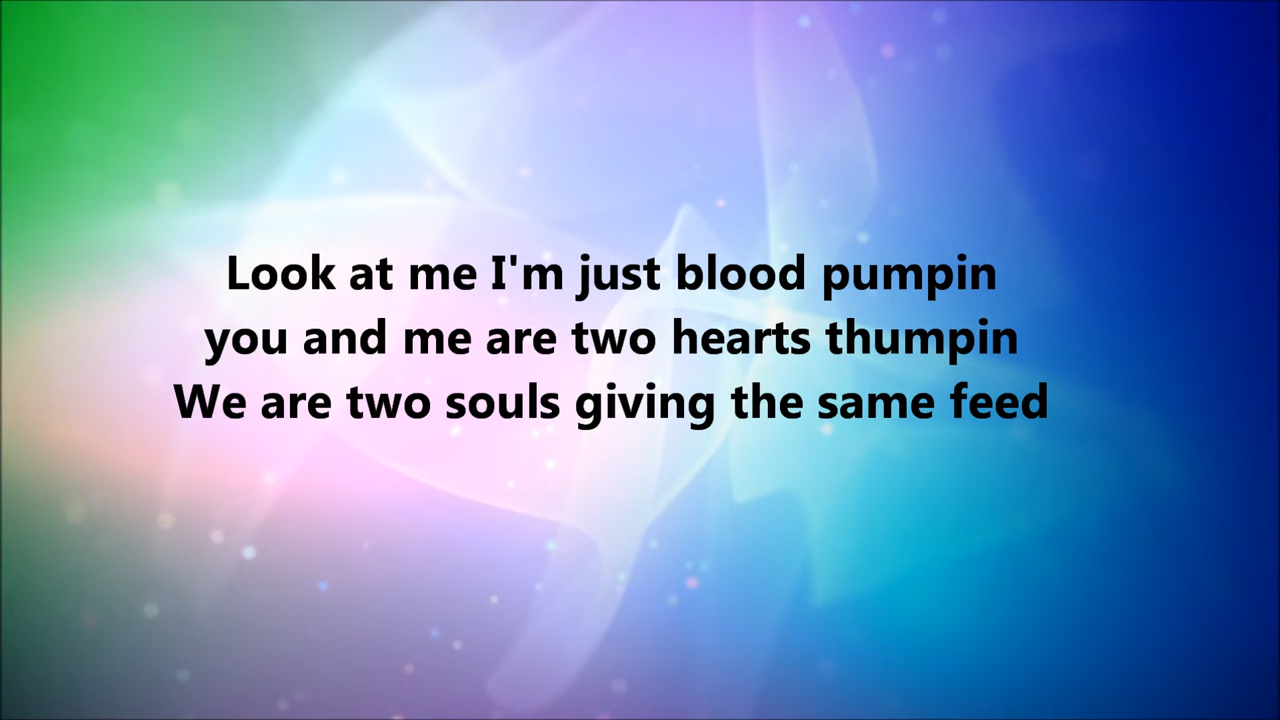 Look at me I'm just blood pumpin
you and me are two hearts thumpin
We are two souls giving the same feed